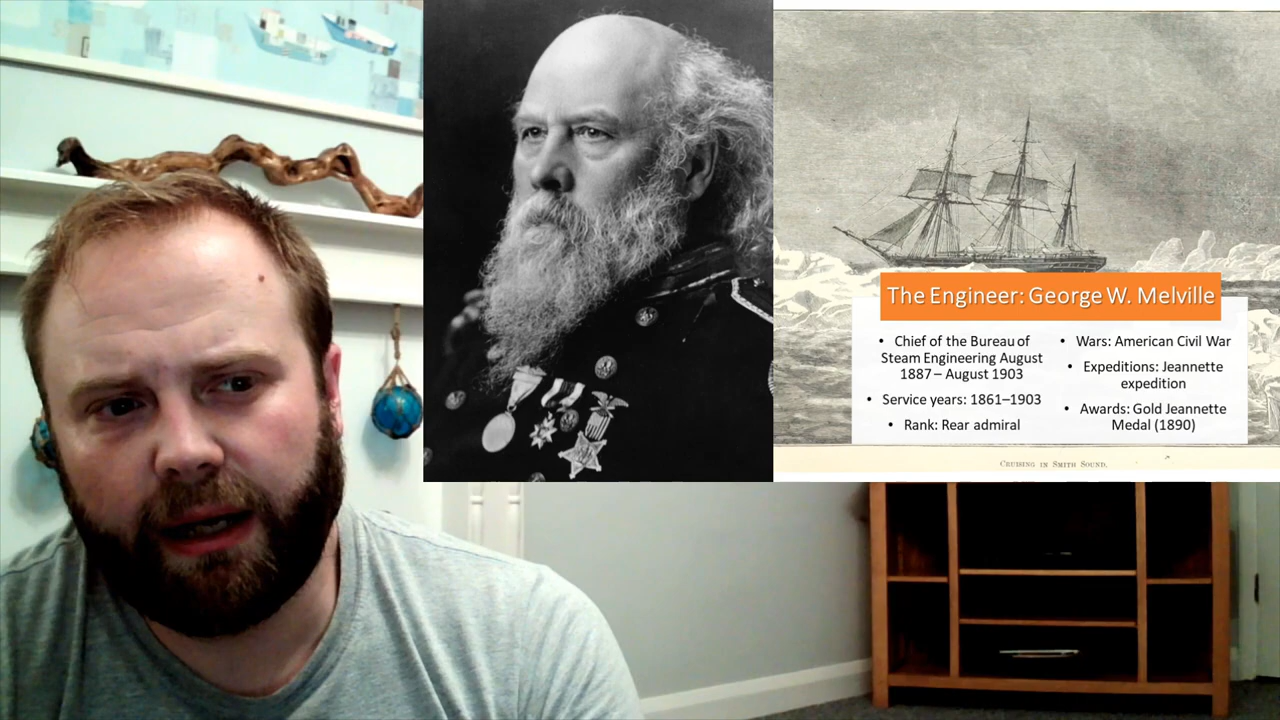 The Engineer: George W. Melville
• Chief of the Bureau of
Steam Engineering August
1887 – August 1903
• Service years: 1861–1903
• Rank: Rear admiral
• Wars: American Civil War
• Expeditions: Jeannette
expedition
• Awards: Gold Jeannette
Medal (1890)
Cruising in Smith Sound.